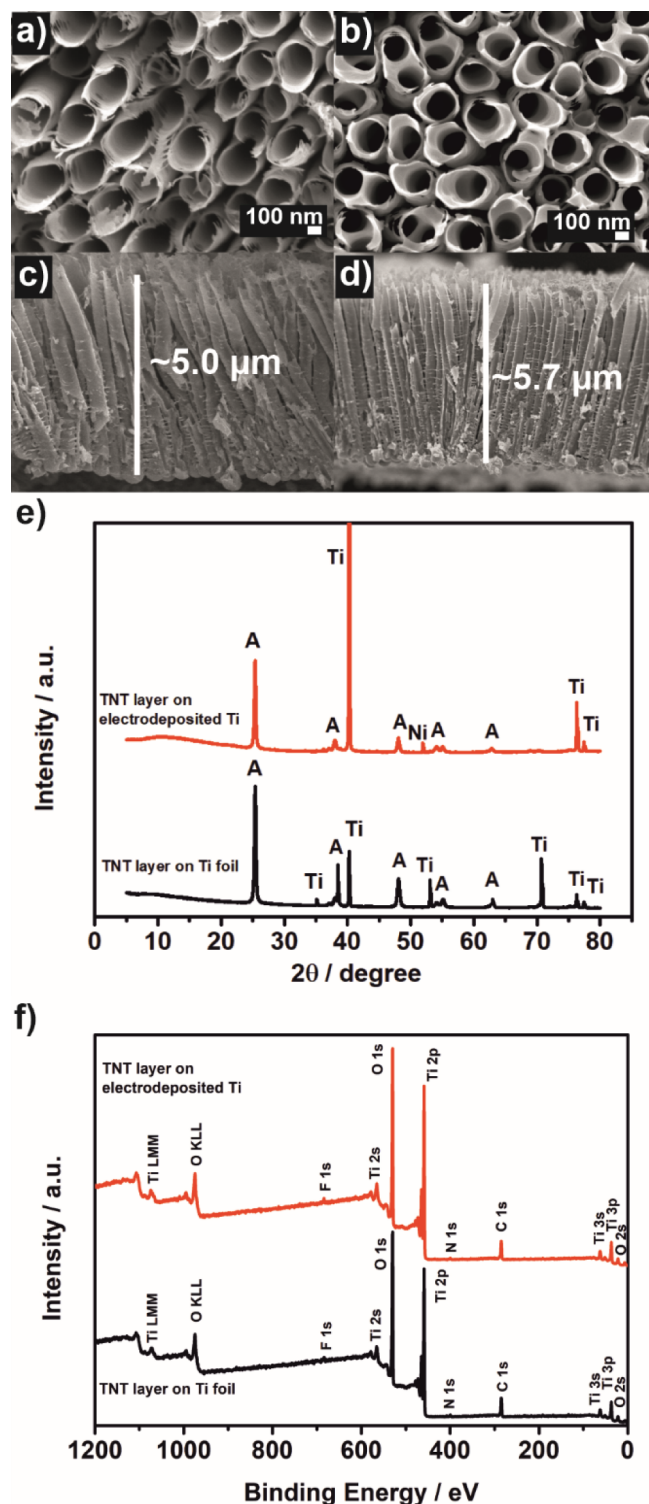 a)
b)
100 nm
100 nm
c)
d)
~5.0 µm
~5.7 µm
e)
Intensity / a.u.
Ti
A
TNT layer on
electrodeposited Ti
A
A
Ni
A
A
Ti
Ti
A
TNT layer on Ti foil
Ti
A
Ti
A
Ti
A
A
Ti
Ti
Ti
0 10 20 30 40 50 60 70 80
2θ / degree
f)
Intensity / a.u.
TNT layer on
electrodeposited Ti
Ti LMM
O KLL
F 1s
Ti 2s
O 1s
Ti 2p
N 1s
C 1s
Ti 3s
Ti 3p
O 2s
Ti LMM
O KLL
F 1s
Ti 2s
O 1s
Ti 2p
N 1s
C 1s
Ti 3s
Ti 3p
O 2s
TNT layer on Ti foil
1200 1000 800 600 400 200 0
Binding Energy / eV